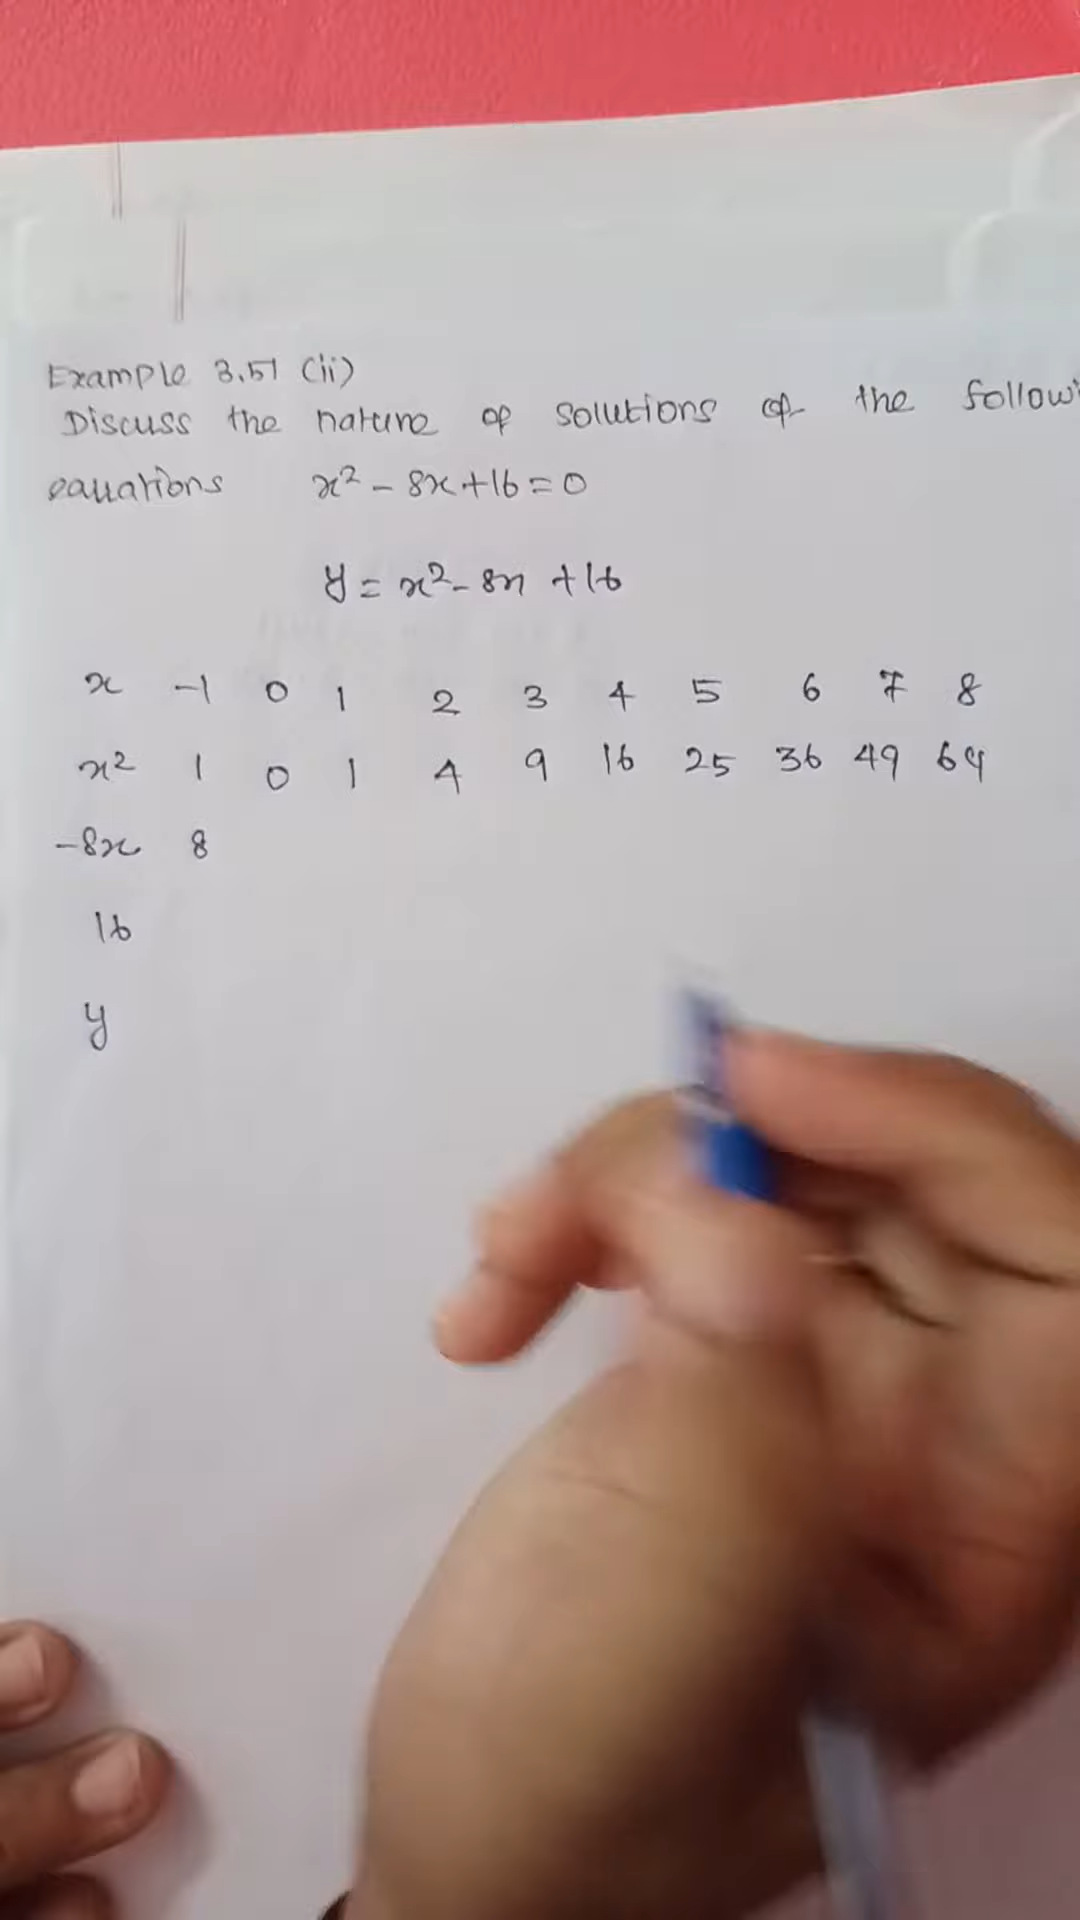 Example 3.51 (ii)
Discuss the nature of solutions of the follow
equations x² - 8x + 16 = 0
y = x² - 8x + 16
x -1 0 1 2 3 4 5 6 7 8
x² 1 0 1 4 9 16 25 36 49 64
-8x 8
16
y